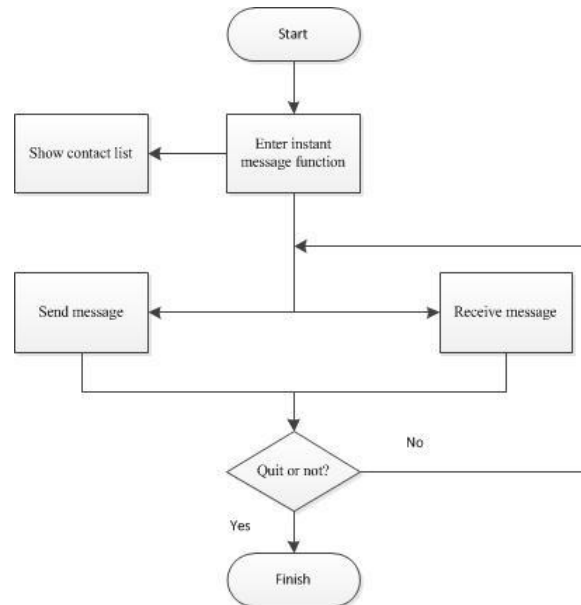 Start
Show contact list
Enter instant
message function
Send message
Receive message
No
Quit or not?
Yes
Finish